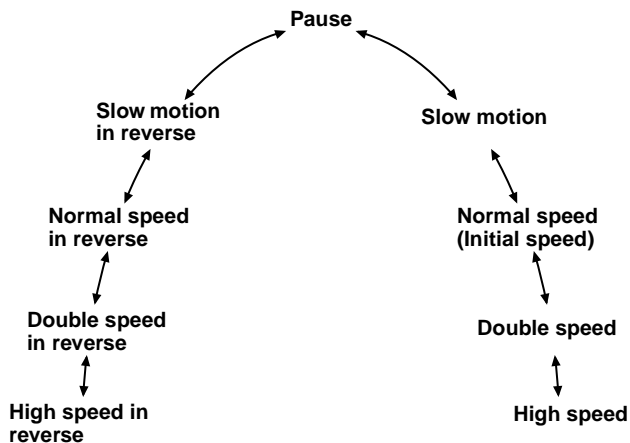 Pause
Slow motion
in reverse
Slow motion
Normal speed
in reverse
Normal speed
(Initial speed)
Double speed
in reverse
Double speed
High speed in
reverse
High speed